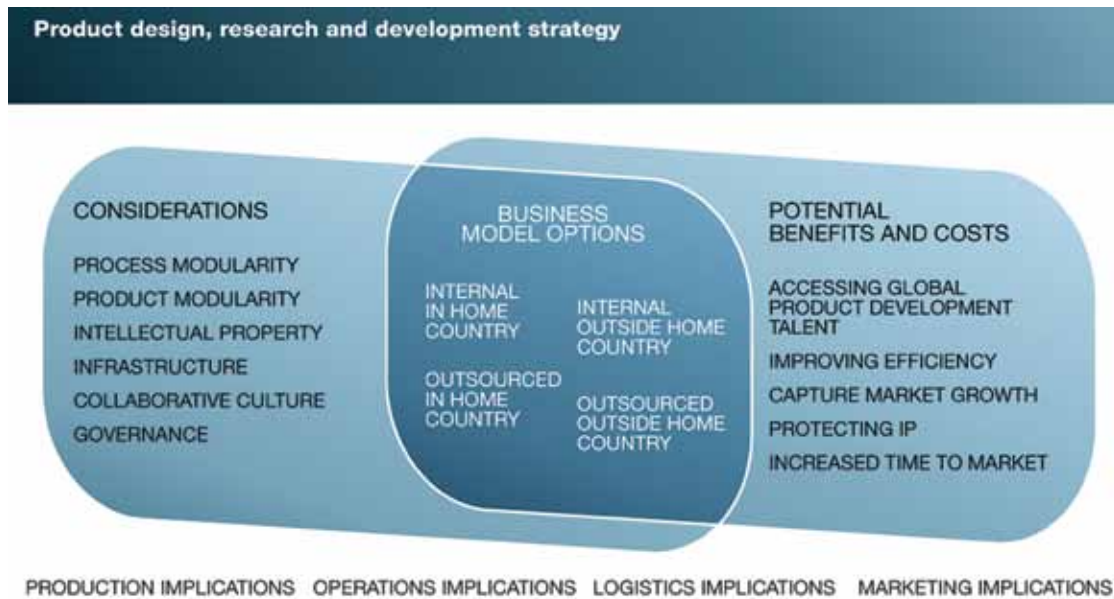 Product design, research and development strategy
CONSIDERATIONS
PROCESS MODULARITY
PRODUCT MODULARITY
INTELLECTUAL PROPERTY
INFRASTRUCTURE
COLLABORATIVE CULTURE
GOVERNANCE
BUSINESS
MODEL OPTIONS
INTERNAL
IN HOME
COUNTRY
INTERNAL
OUTSIDE HOME
COUNTRY
OUTSOURCED
IN HOME
COUNTRY
OUTSOURCED
OUTSIDE HOME
COUNTRY
POTENTIAL
BENEFITS AND COSTS
ACCESSING GLOBAL
PRODUCT DEVELOPMENT
TALENT
IMPROVING EFFICIENCY
CAPTURE MARKET GROWTH
PROTECTING IP
INCREASED TIME TO MARKET
PRODUCTION IMPLICATIONS OPERATIONS IMPLICATIONS LOGISTICS IMPLICATIONS MARKETING IMPLICATIONS